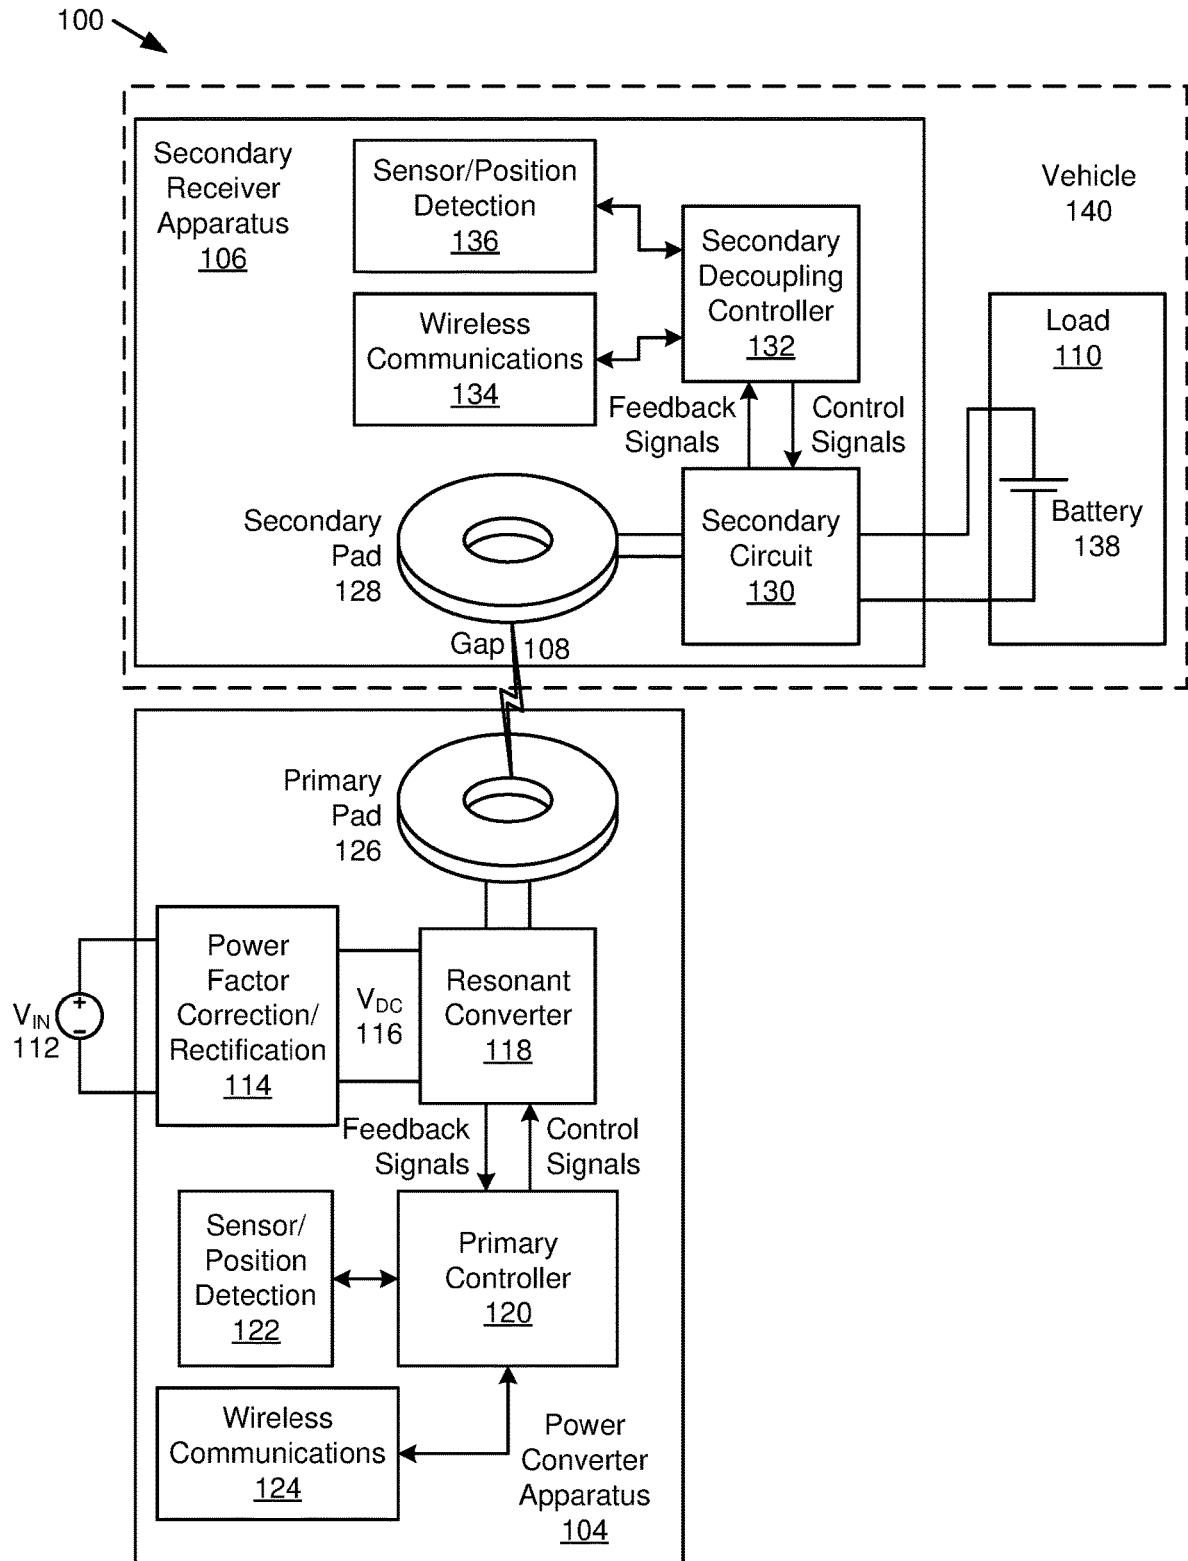 100
Secondary
Receiver
Apparatus
106
Sensor/Position
Detection
136
Wireless
Communications
134
Secondary
Decoupling
Controller
132
Vehicle
140
Load
110
Feedback
Signals
Control
Signals
Secondary
Pad
128
Secondary
Circuit
130
Battery
138
Gap 108
Primary
Pad
126
Power
Factor
Correction/
Rectification
114
VIN
112
+
−
VDC
116
Resonant
Converter
118
Feedback
Signals
Control
Signals
Sensor/
Position
Detection
122
Primary
Controller
120
Wireless
Communications
124
Power
Converter
Apparatus
104